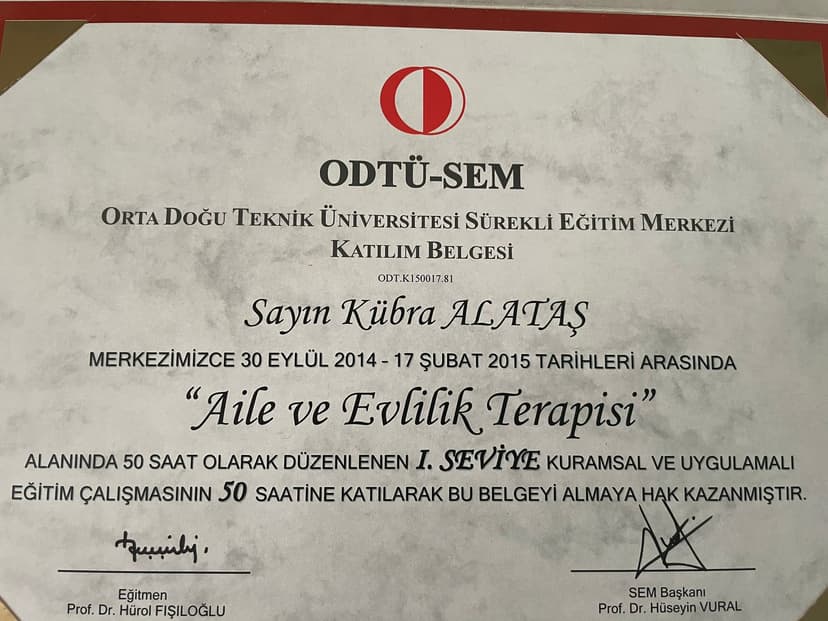 ODTÜ-SEM
ORTA DOĞU TEKNİK ÜNİVERSİTESİ SÜREKLİ EĞİTİM MERKEZİ
KATILIM BELGESİ
ODT.K150017.81
Sayın Kübra ALATAŞ
MERKEZİMİZCE 30 EYLÜL 2014 - 17 ŞUBAT 2015 TARİHLERİ ARASINDA
“Aile ve Evlilik Terapisi”
ALANINDA 50 SAAT OLARAK DÜZENLENEN I. SEVİYE KURAMSAL VE UYGULAMALI
EĞİTİM ÇALIŞMASININ 50 SAATİNE KATILARAK BU BELGEYİ ALMAYA HAK KAZANMIŞTIR.
Eğitmen
Prof. Dr. Hürol FIŞILOĞLU
SEM Başkanı
Prof. Dr. Hüseyin VURAL